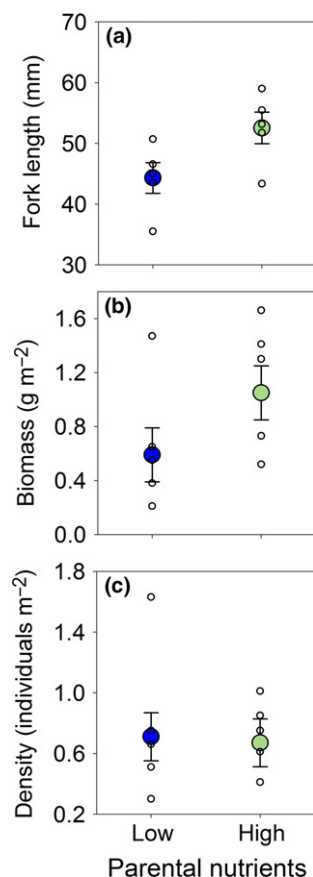 70
(a)
60
50
40
30
Fork length (mm)
(b)
1.6
1.2
0.8
0.4
0.0
Biomass (g m⁻²)
1.8
(c)
1.4
1.0
0.6
0.2
Density (individuals m⁻²)
Low High
Parental nutrients